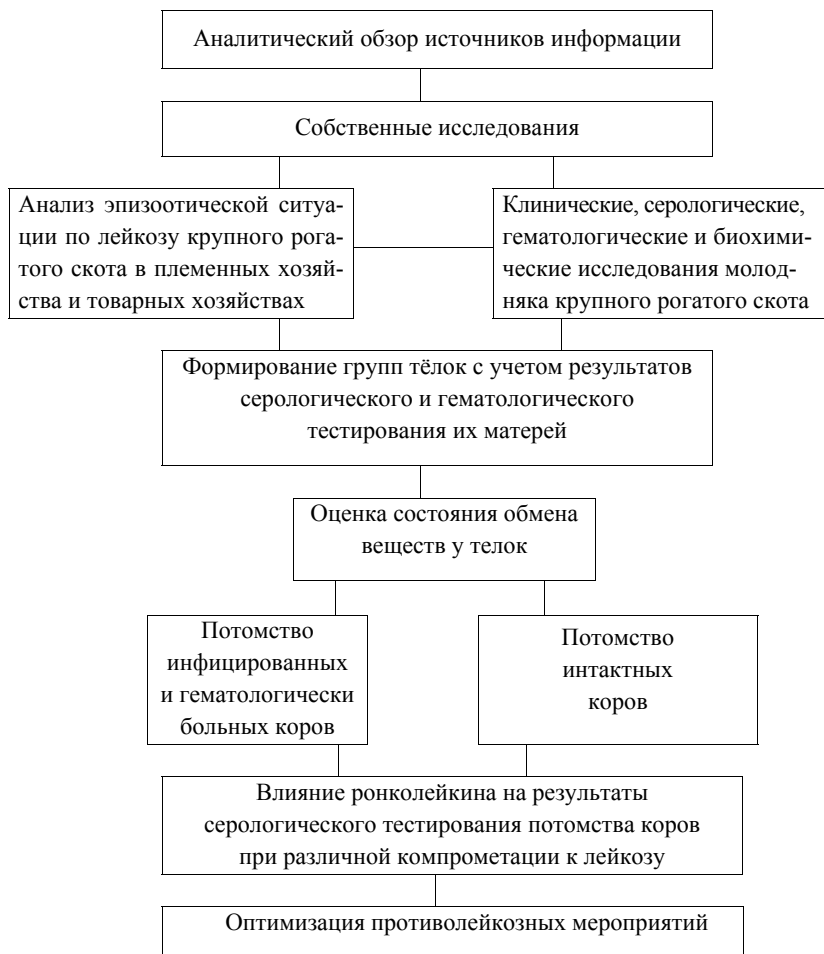 Аналитический обзор источников информации
Собственные исследования
Анализ эпизоотической ситуа-
ции по лейкозу крупного рога-
того скота в племенных хозяй-
ства и товарных хозяйствах
Клинические, серологические,
гематологические и биохими-
ческие исследования молод-
няка крупного рогатого скота
Формирование групп тёлок с учетом результатов
серологического и гематологического
тестирования их матерей
Оценка состояния обмена
веществ у телок
Потомство
инфицированных
и гематологически
больных коров
Потомство
интактных
коров
Влияние ронколейкина на результаты
серологического тестирования потомства коров
при различной компрометации к лейкозу
Оптимизация противолейкозных мероприятий